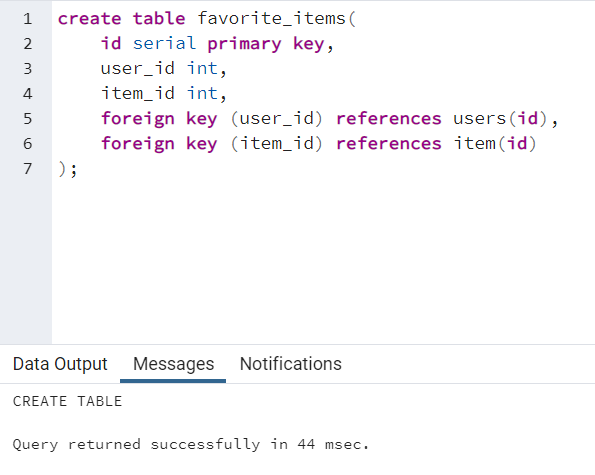 1 create table favorite_items(
2 id serial primary key,
3 user_id int,
4 item_id int,
5 foreign key (user_id) references users(id),
6 foreign key (item_id) references item(id)
7 );
Data Output Messages Notifications
CREATE TABLE
Query returned successfully in 44 msec.